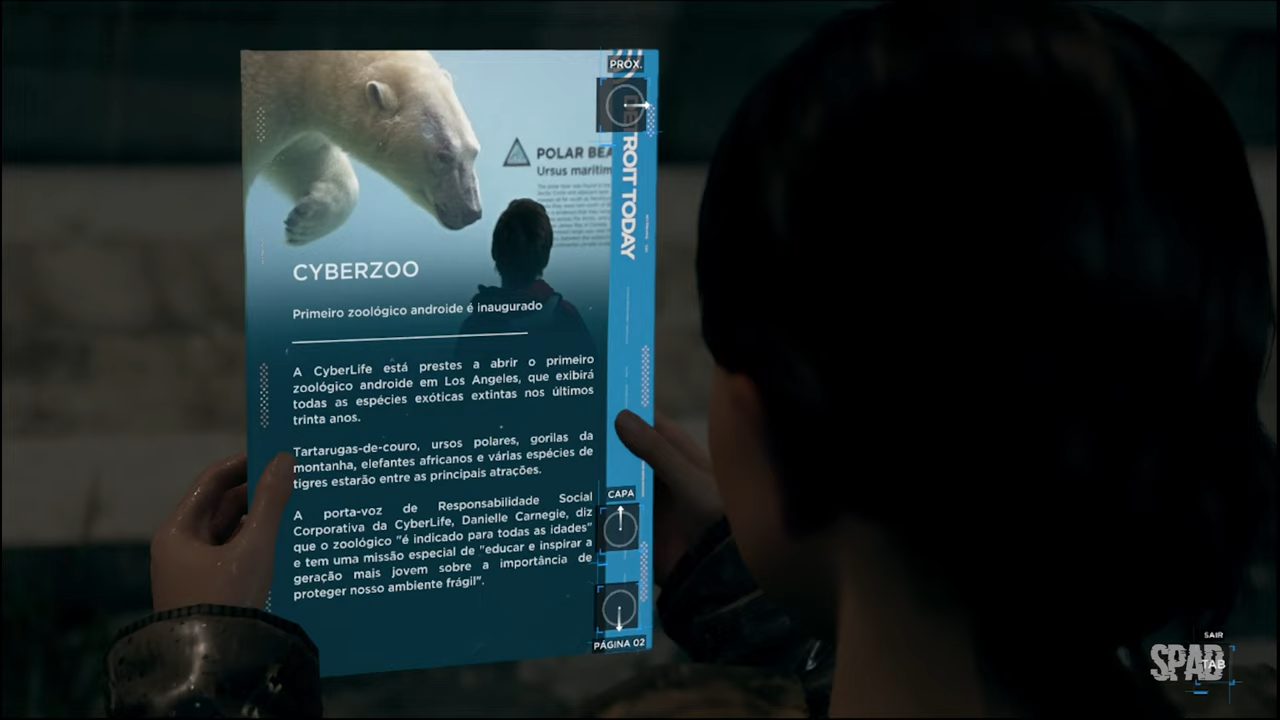 PRÓX.
POLAR BEA
Ursus maritim
ROIT TODAY
CYBERZOO
Primeiro zoológico androide é inaugurado
A CyberLife está prestes a abrir o primeiro
zoológico androide em Los Angeles, que exibirá
todas as espécies exóticas extintas nos últimos
trinta anos.
Tartarugas-de-couro, ursos polares, gorilas da
montanha, elefantes africanos e várias espécies de
tigres estarão entre as principais atrações.
A porta-voz de Responsabilidade Social
Corporativa da CyberLife, Danielle Carnegie, diz
que o zoológico "é indicado para todas as idades"
e tem uma missão especial de "educar e inspirar a
geração mais jovem sobre a importância de
proteger nosso ambiente frágil".
CAPA
PÁGINA 02
SAIR
TAB
SPAD